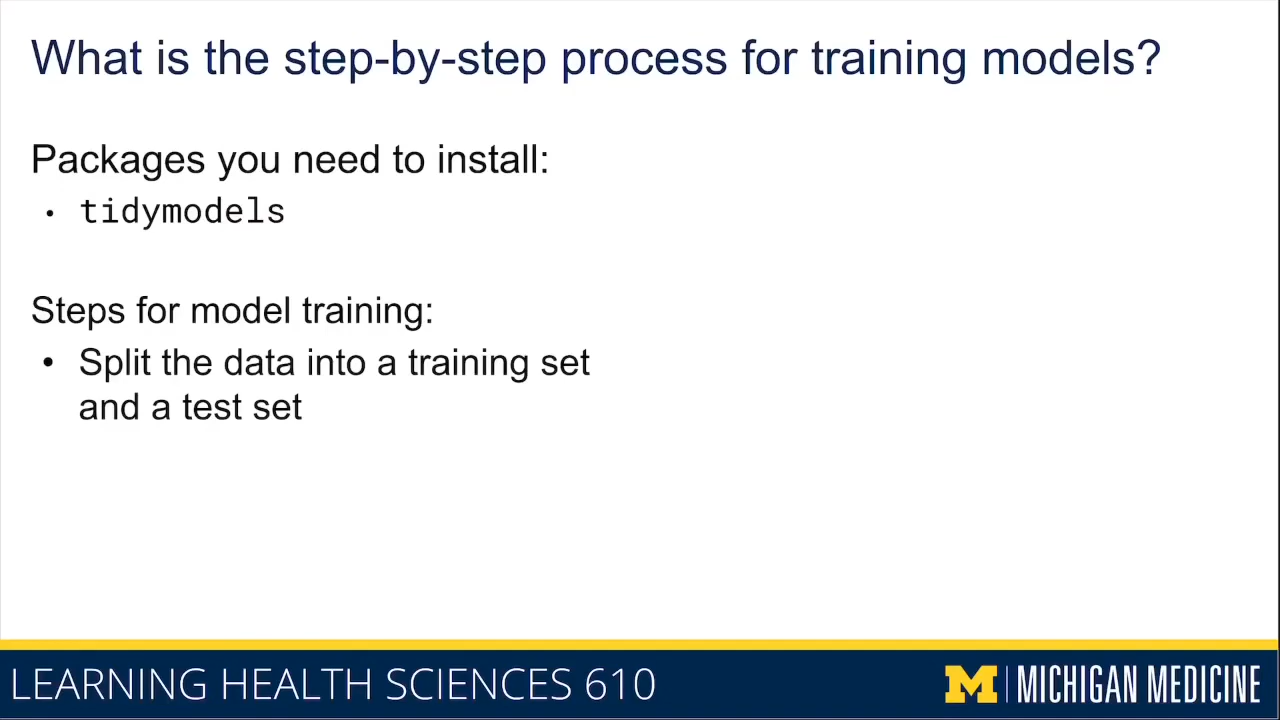 What is the step-by-step process for training models?
Packages you need to install:
• tidymodels
Steps for model training:
• Split the data into a training set
and a test set
LEARNING HEALTH SCIENCES 610
M | MICHIGAN MEDICINE